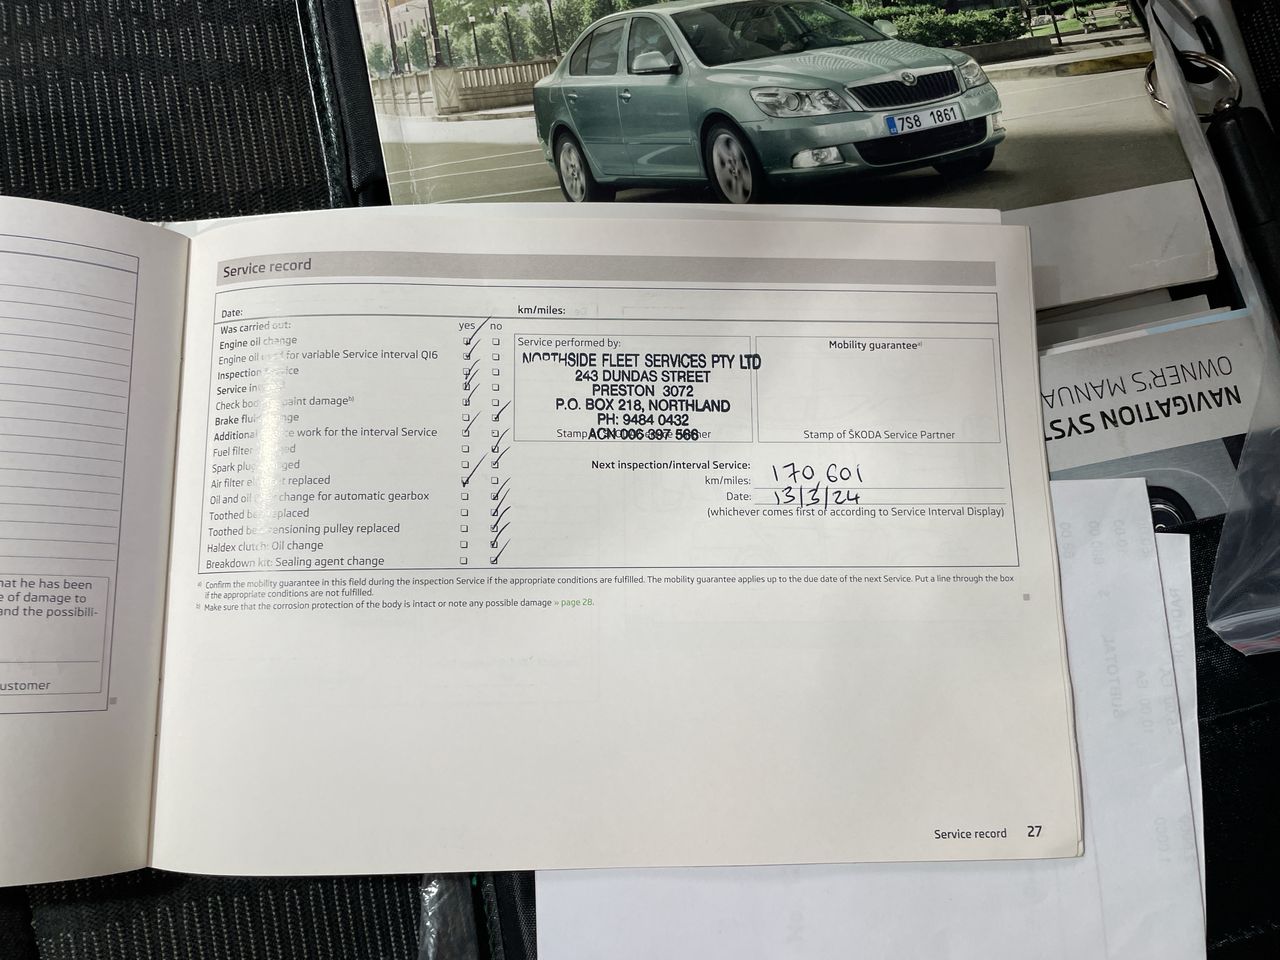 7S8 1861
Service record
Date:
km/miles:
Was carried out:
yes no
Engine oil change
Engine oil for variable Service interval QI6
Inspection
Service
Check paint damage b)
Brake
Additional work for the interval Service
Fuel filter
Spark
Air filter replaced
Oil and oil change for automatic gearbox
Toothed replaced
Toothed tensioning pulley replaced
Haldex clutch: Oil change
Breakdown kit: Sealing agent change
Service performed by:
NORTHSIDE FLEET SERVICES PTY LTD
243 DUNDAS STREET
PRESTON 3072
P.O. BOX 218, NORTHLAND
PH: 9484 0432
ACN 006 897 566
Mobility guarantee a)
Stamp of ŠKODA Service Partner
Next inspection/interval Service:
km/miles: 170,601
Date: 13/3/24
(whichever comes first or according to Service Interval Display)
a) Confirm the mobility guarantee in this field during the inspection Service if the appropriate conditions are fulfilled. The mobility guarantee applies up to the due date of the next Service. Put a line through the box
if the appropriate conditions are not fulfilled.
b) Make sure that the corrosion protection of the body is intact or note any possible damage » page 28.
Service record 27
hat he has been
e of damage to
and the possibili-
ustomer
NAVIGATION SYS
OWNER'S MANUA
SUBTOTAL